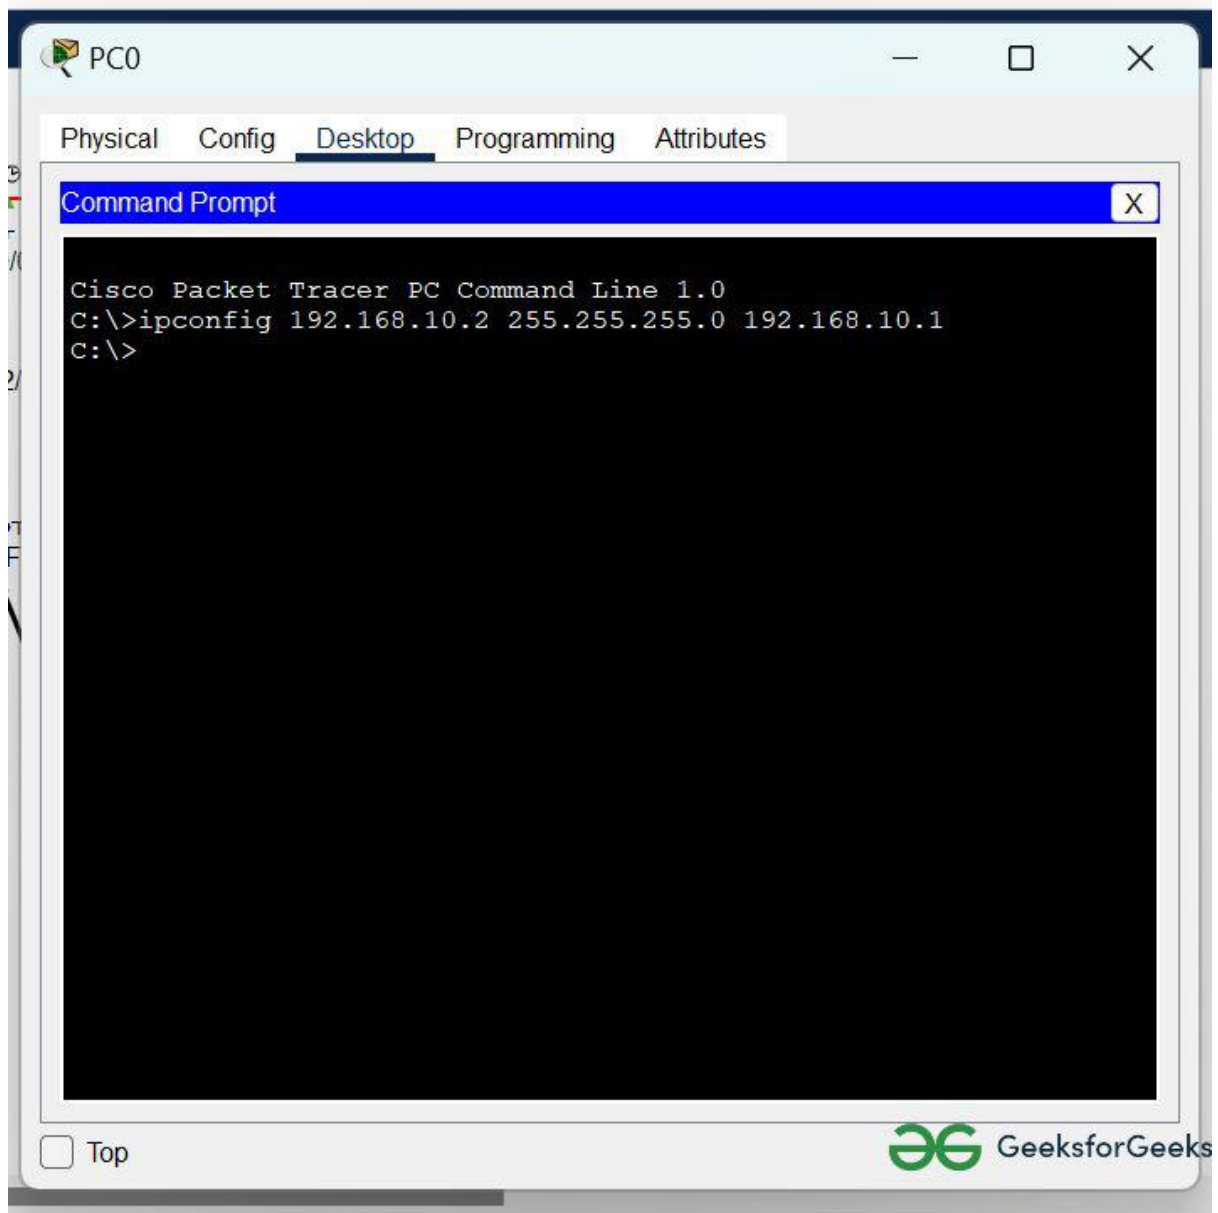 PC0
Physical Config Desktop Programming Attributes
Command Prompt
X
Cisco Packet Tracer PC Command Line 1.0
C:\>ipconfig 192.168.10.2 255.255.255.0 192.168.10.1
C:\>
Top
GeeksforGeeks